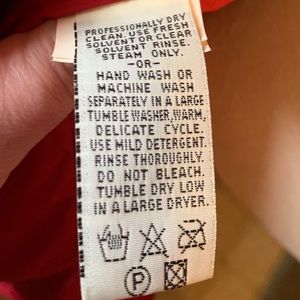 PROFESSIONALLY DRY
CLEAN. USE FRESH
SOLVENT OR CLEAR
SOLVENT RINSE.
STEAM ONLY.
-OR-
HAND WASH OR
MACHINE WASH
SEPARATELY IN A LARGE
TUMBLE WASHER, WARM,
DELICATE CYCLE.
USE MILD DETERGENT.
RINSE THOROUGHLY.
DO NOT BLEACH.
TUMBLE DRY LOW
IN A LARGE DRYER.
P